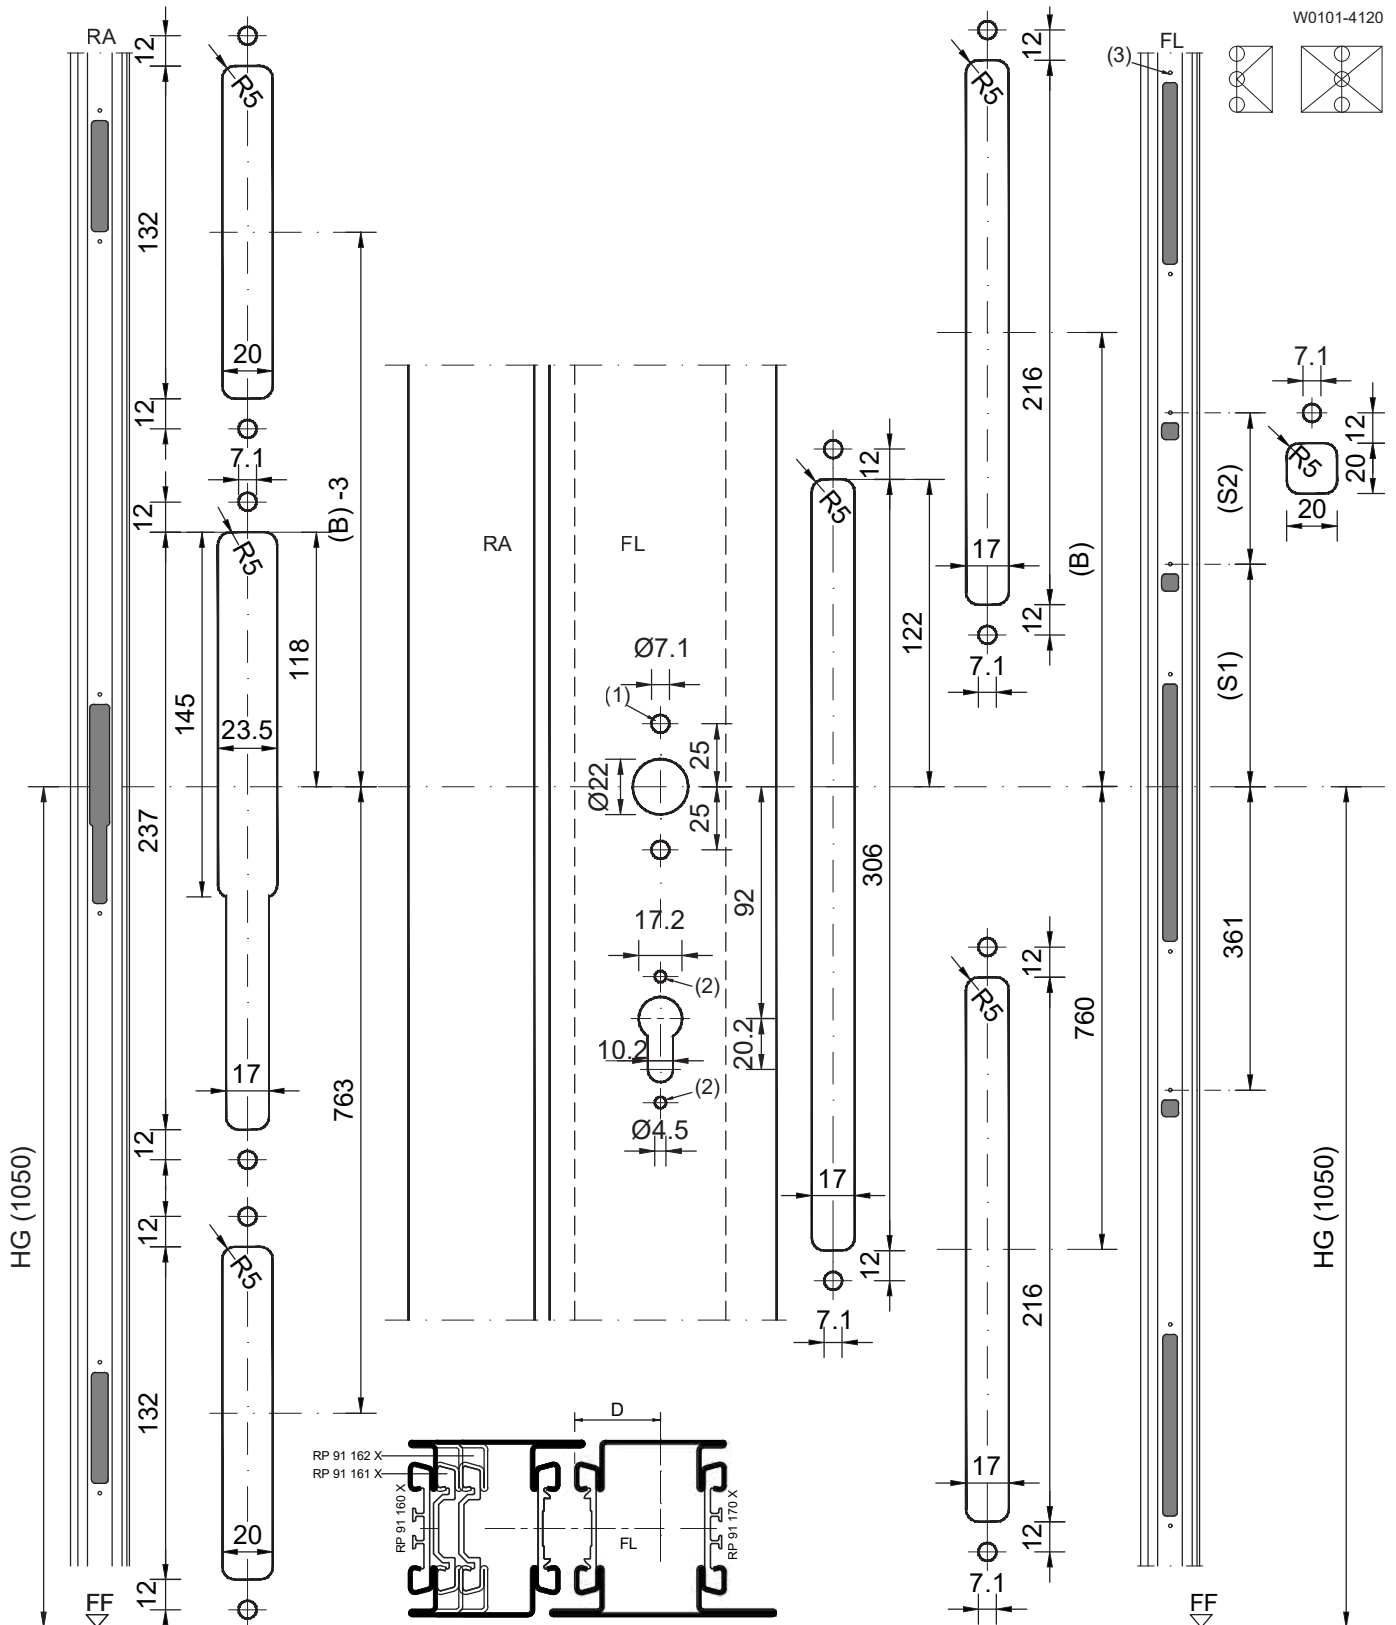 W0101-4120
RA
FL
(3)
12
R5
132
20
12
7.1
12
R5
(B) -3
118
145
23.5
237
17
763
12
12
R5
132
20
12
HG (1050)
FF
RA
FL
Ø7.1
(1)
25
Ø22
25
92
17.2
(2)
10.2
20.2
(2)
Ø4.5
12
R5
122
306
17
12
7.1
12
R5
216
17
(B)
12
7.1
12
R5
760
216
17
12
7.1
7.1
12
R5
20
20
(S2)
(S1)
361
HG (1050)
FF
D
RP 91 162 X
RP 91 161 X
RP 91 160 X
FL
RP 91 170 X